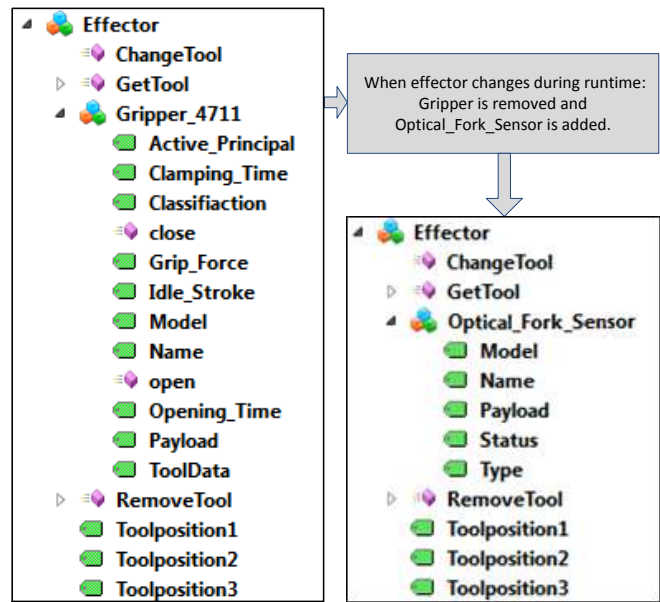 Effector
ChangeTool
GetTool
Gripper_4711
Active_Principal
Clamping_Time
Classifiaction
close
Grip_Force
Idle_Stroke
Model
Name
open
Opening_Time
Payload
ToolData
RemoveTool
Toolposition1
Toolposition2
Toolposition3
When effector changes during runtime:
Gripper is removed and
Optical_Fork_Sensor is added.
Effector
ChangeTool
GetTool
Optical_Fork_Sensor
Model
Name
Payload
Status
Type
RemoveTool
Toolposition1
Toolposition2
Toolposition3